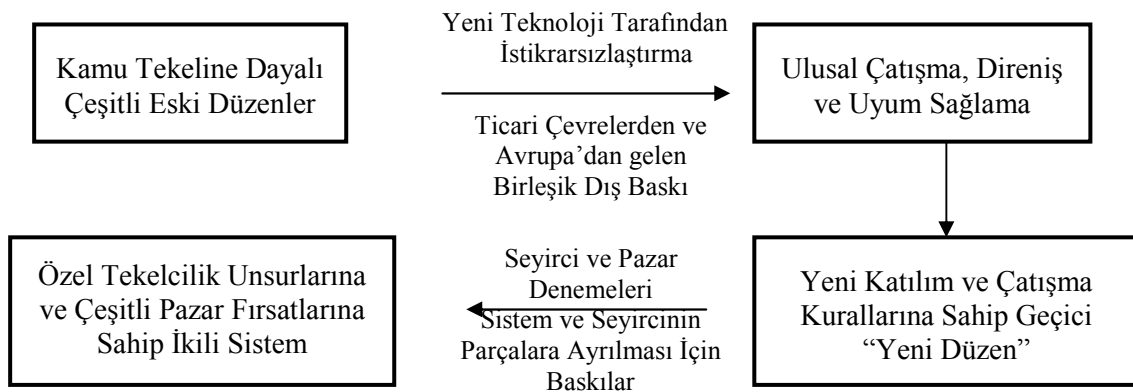 Kamu Tekeline Dayalı
Çeşitli Eski Düzenler
Yeni Teknoloji Tarafından
İstikrarsızlaştırma
Ticari Çevrelerden ve
Avrupa’dan gelen
Birleşik Dış Baskı
Ulusal Çatışma, Direniş
ve Uyum Sağlama
Yeni Katılım ve Çatışma
Kurallarına Sahip Geçici
“Yeni Düzen”
Seyirci ve Pazar
Denemeleri
Sistem ve Seyircinin
Parçalara Ayrılması İçin
Baskılar
Özel Tekelcilik Unsurlarına
ve Çeşitli Pazar Fırsatlarına
Sahip İkili Sistem